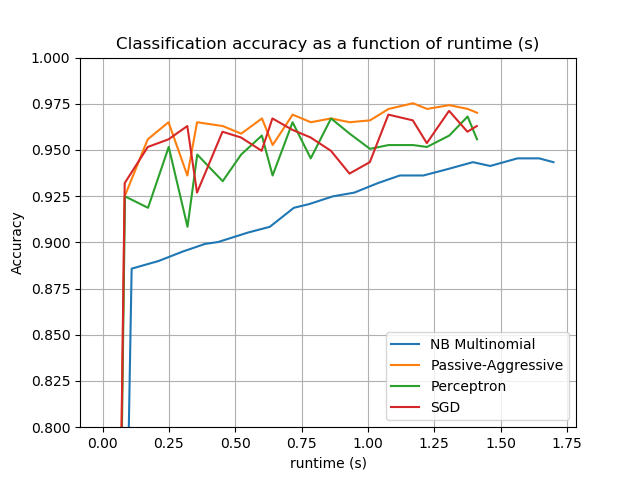 Classification accuracy as a function of runtime (s)
1.000
0.975
0.950
0.925
0.900
0.875
0.850
0.825
0.800
Accuracy
NB Multinomial
Passive-Aggressive
Perceptron
SGD
0.00 0.25 0.50 0.75 1.00 1.25 1.50 1.75
runtime (s)